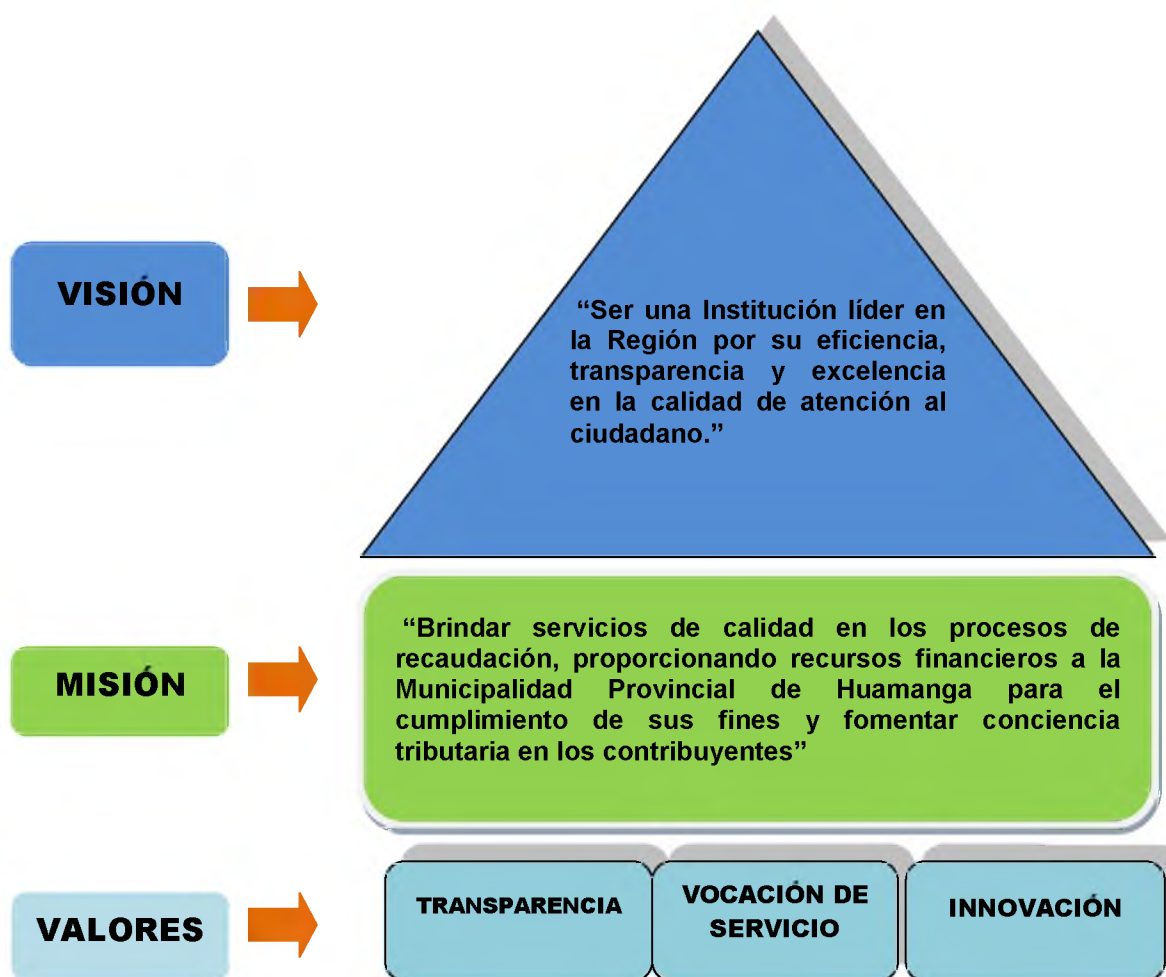 VISIÓN
“Ser una Institución líder en
la Región por su eficiencia,
transparencia y excelencia
en la calidad de atención al
ciudadano.”
MISIÓN
“Brindar servicios de calidad en los procesos de
recaudación, proporcionando recursos financieros a la
Municipalidad Provincial de Huamanga para el
cumplimiento de sus fines y fomentar conciencia
tributaria en los contribuyentes”
VALORES
TRANSPARENCIA
VOCACIÓN DE
SERVICIO
INNOVACIÓN